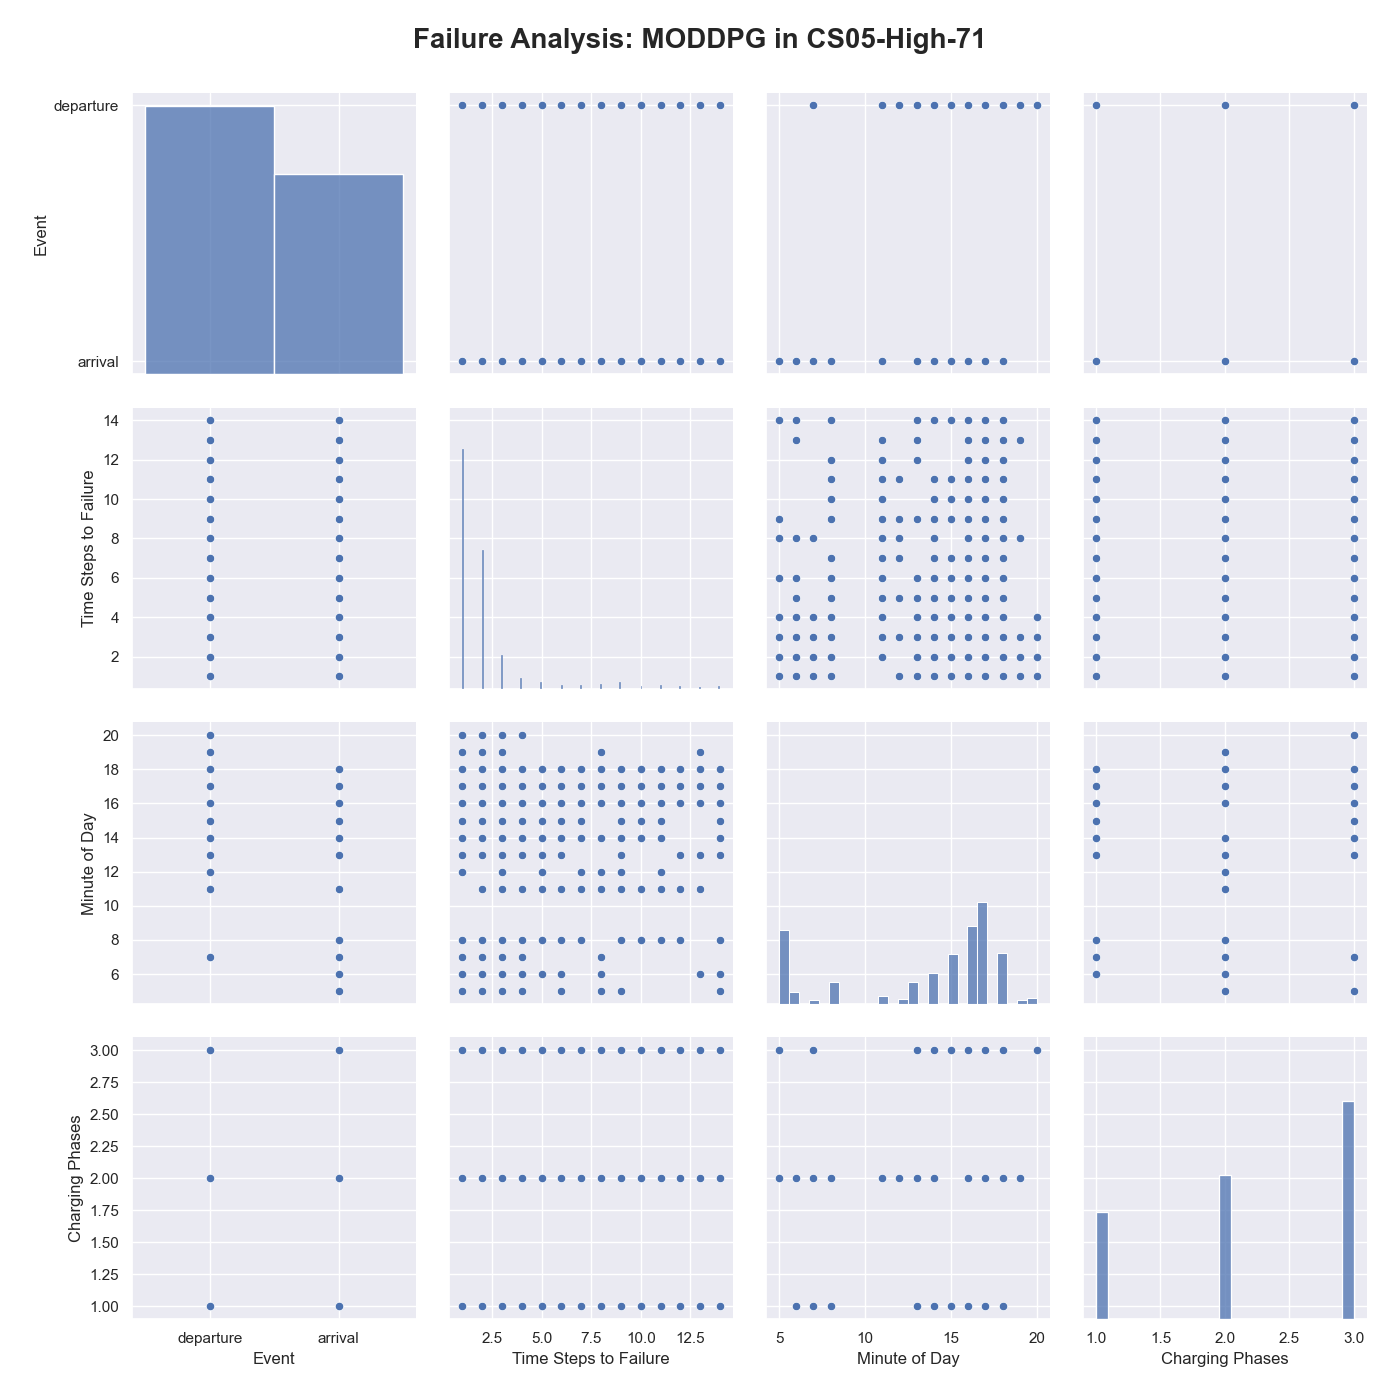 Failure Analysis: MODDPG in CS05-High-71
departure
arrival
Event
14
12
10
8
6
4
2
Time Steps to Failure
20
18
16
14
12
10
8
6
Minute of Day
3.00
2.75
2.50
2.25
2.00
1.75
1.50
1.25
1.00
Charging Phases
departure arrival
2.5 5.0 7.5 10.0 12.5
5 10 15 20
1.0 1.5 2.0 2.5 3.0
Event
Time Steps to Failure
Minute of Day
Charging Phases